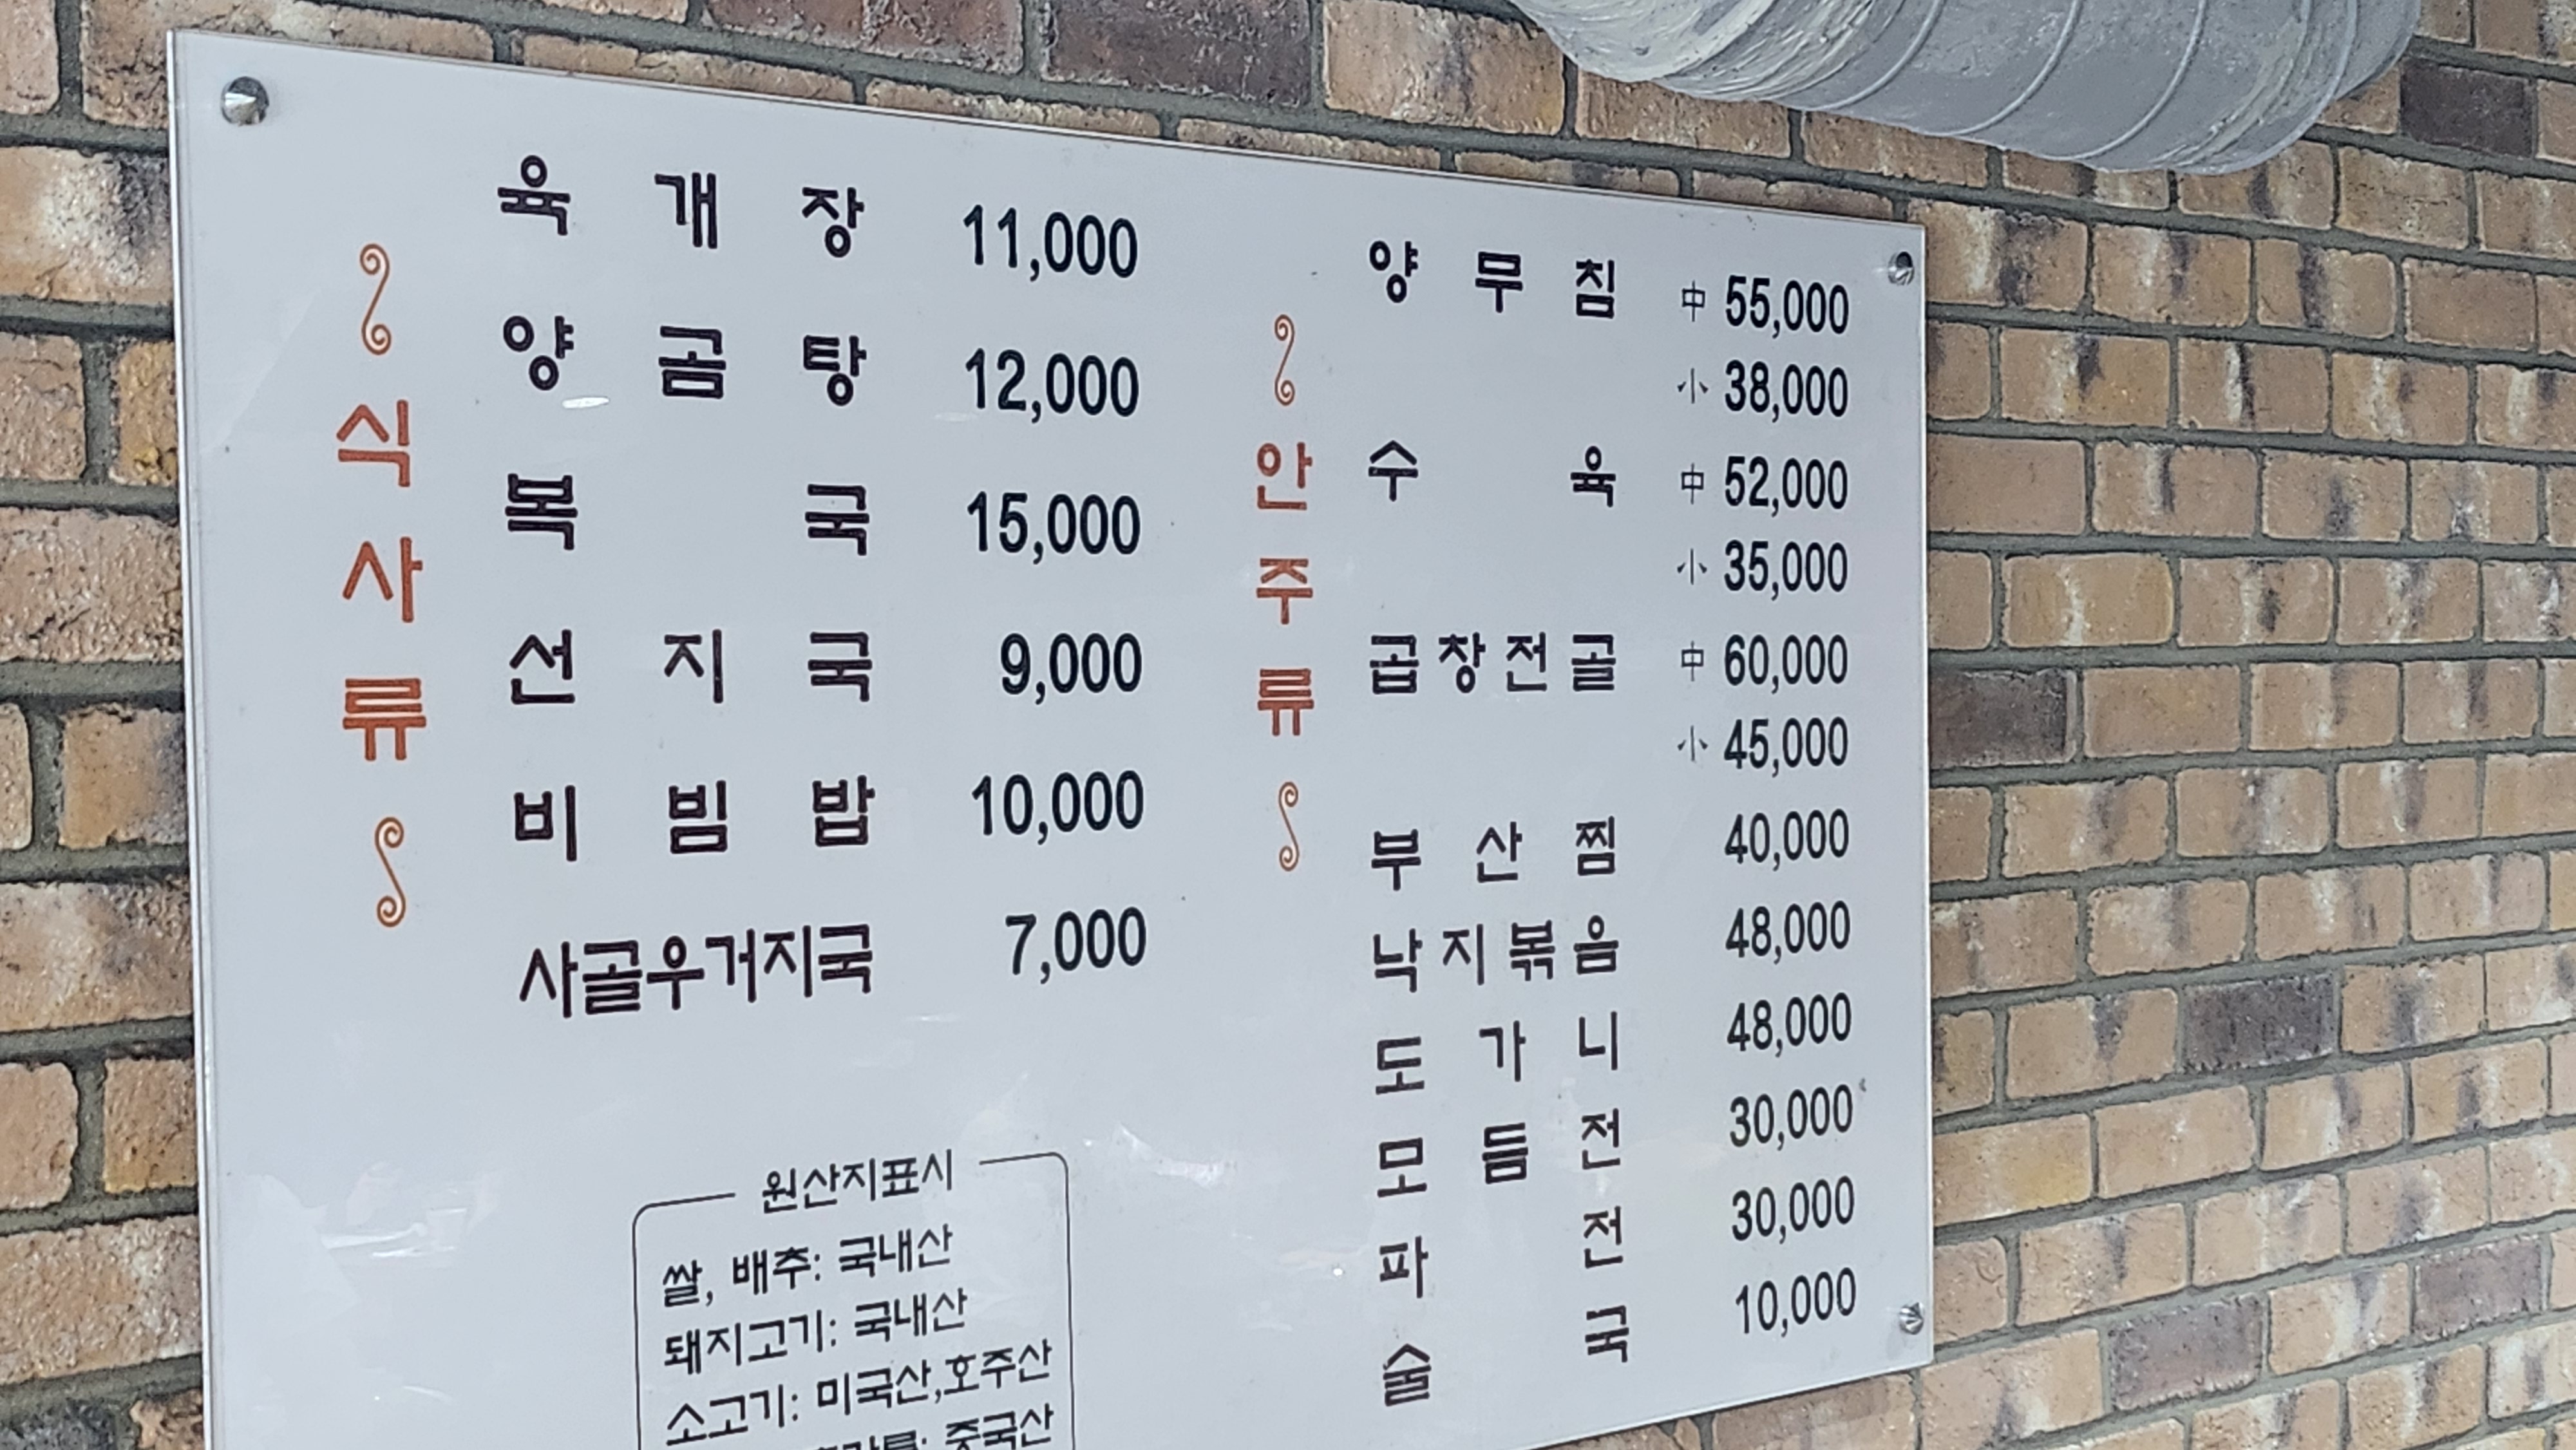 식사류
육개장 11,000
양곰탕 12,000
복국 15,000
선지국 9,000
비빔밥 10,000
사골우거지국 7,000
원산지표시
쌀, 배추: 국내산
돼지고기: 국내산
소고기: 미국산,호주산
중국산
안주류
양무침 中 55,000
小 38,000
수육 中 52,000
小 35,000
곱창전골 中 60,000
小 45,000
부산찜 40,000
낙지볶음 48,000
도가니 48,000
모듬전 30,000
파전 30,000
술국 10,000